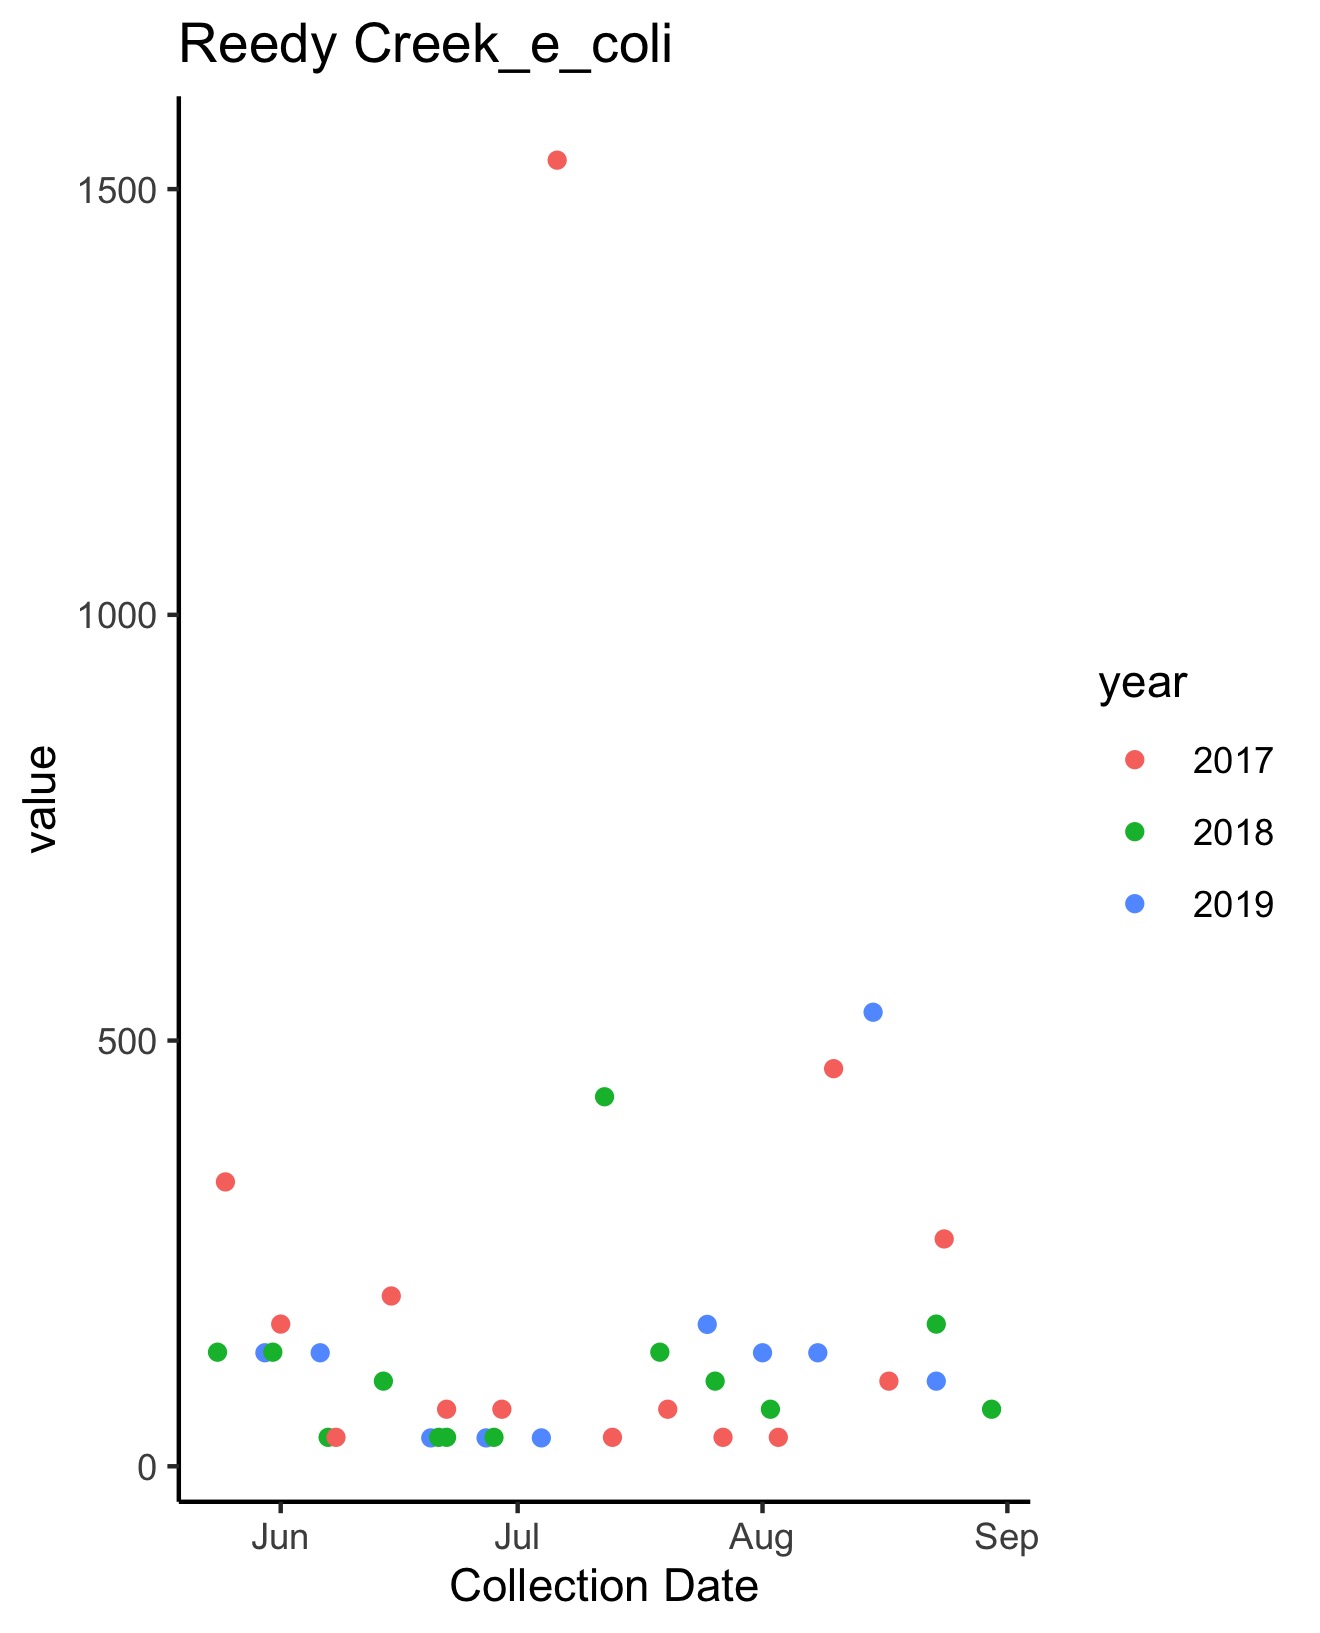 Reedy Creek_e_coli
1500
1000
500
0
value
Jun
Jul
Aug
Sep
Collection Date
year
2017
2018
2019